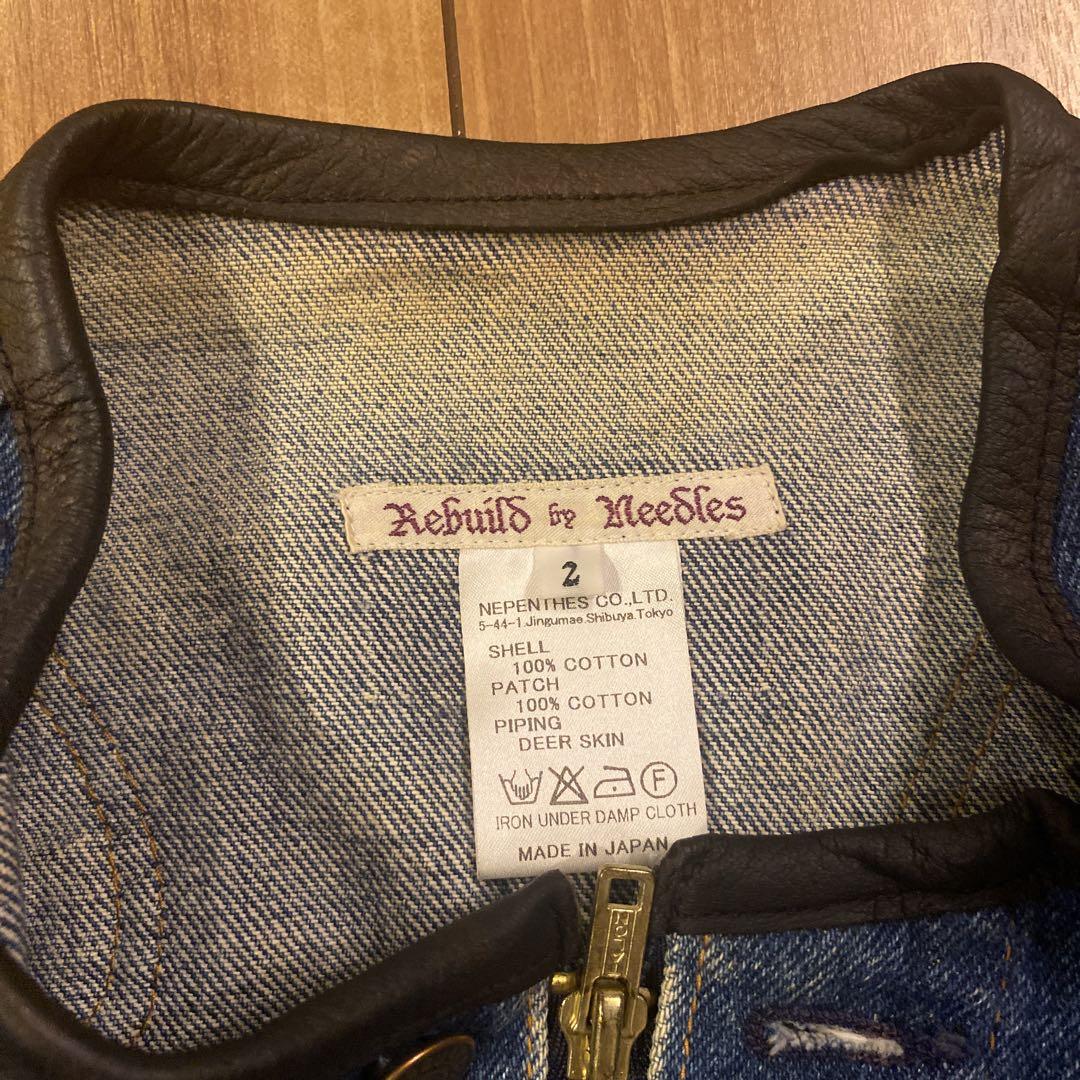 Rebuild by Needles
2
NEPENTHES CO.,LTD.
5-44-1.Jingumae.Shibuya.Tokyo
SHELL
100% COTTON
PATCH
100% COTTON
PIPING
DEER SKIN
F
IRON UNDER DAMP CLOTH
MADE IN JAPAN